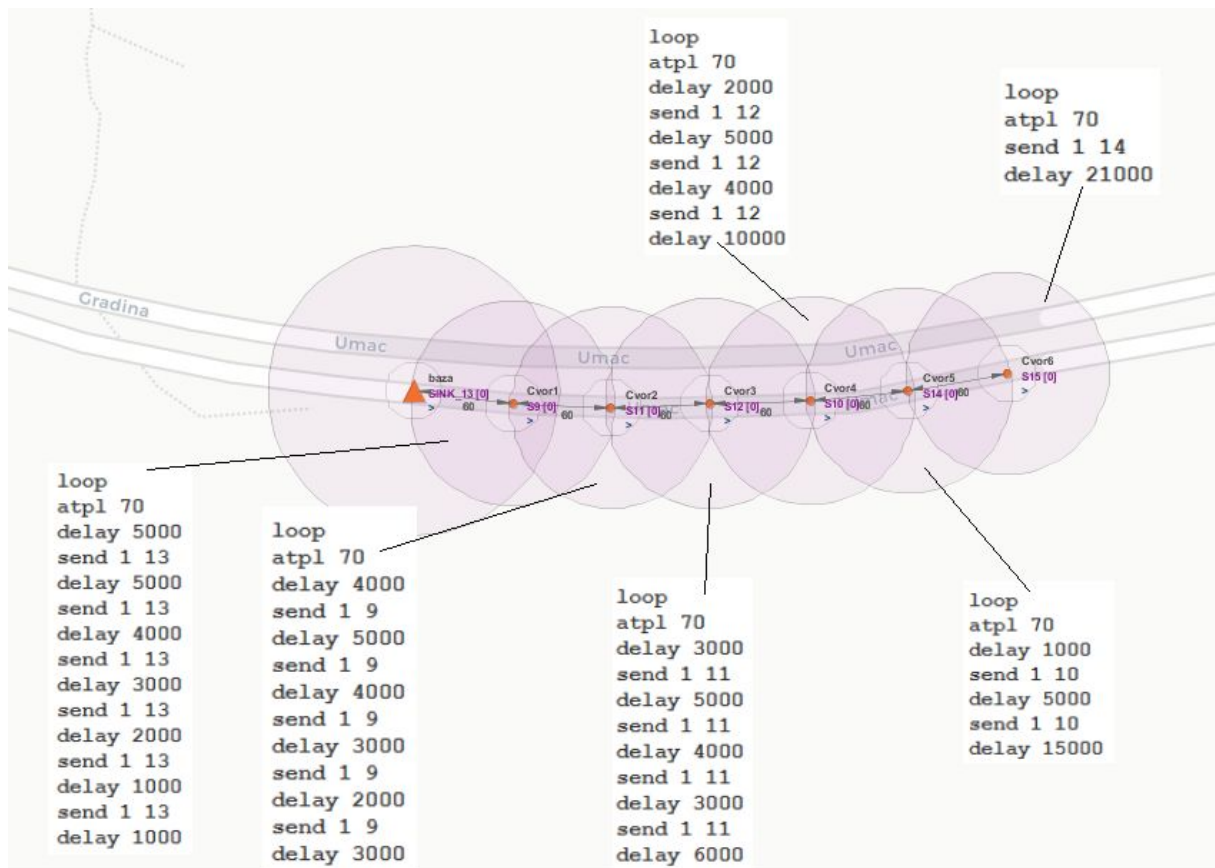 loop
atpl 70
delay 2000
send 1 12
delay 5000
send 1 12
delay 4000
send 1 12
delay 10000
loop
atpl 70
send 1 14
delay 21000
Gradina
Umac
Umac
Umac
baza
SINK_13 [0]
>
60
Cvor1
S9 [0]
>
60
Cvor2
S11 [0]
>
Umac
60
Cvor3
S12 [0]
>
60
Cvor4
S10 [0]
>
60
Umac
Cvor5
S14 [0]
>
60
Cvor6
S15 [0]
>
loop
atpl 70
delay 5000
send 1 13
delay 5000
send 1 13
delay 4000
send 1 13
delay 3000
send 1 13
delay 2000
send 1 13
delay 1000
send 1 13
delay 1000
loop
atpl 70
delay 4000
send 1 9
delay 5000
send 1 9
delay 4000
send 1 9
delay 3000
send 1 9
delay 2000
send 1 9
delay 3000
loop
atpl 70
delay 3000
send 1 11
delay 5000
send 1 11
delay 4000
send 1 11
delay 3000
send 1 11
delay 6000
loop
atpl 70
delay 1000
send 1 10
delay 5000
send 1 10
delay 15000